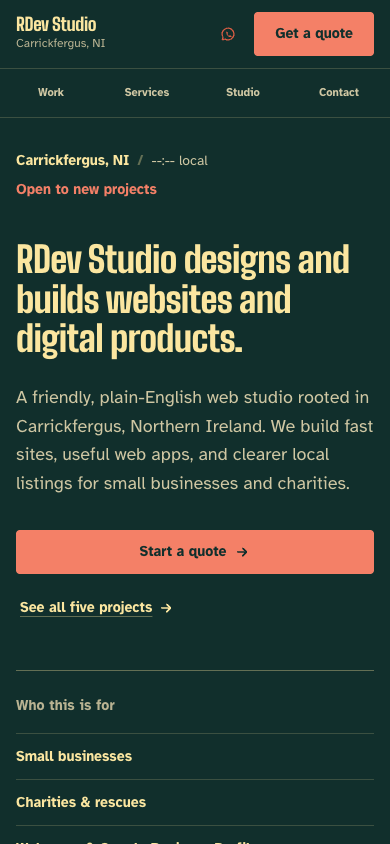 RDev Studio
Carrickfergus, NI
Get a quote
Work
Services
Studio
Contact
Carrickfergus, NI / --:-- local
Open to new projects
RDev Studio designs and
builds websites and
digital products.
A friendly, plain-English web studio rooted in
Carrickfergus, Northern Ireland. We build fast
sites, useful web apps, and clearer local
listings for small businesses and charities.
Start a quote →
See all five projects →
Who this is for
Small businesses
Charities & rescues